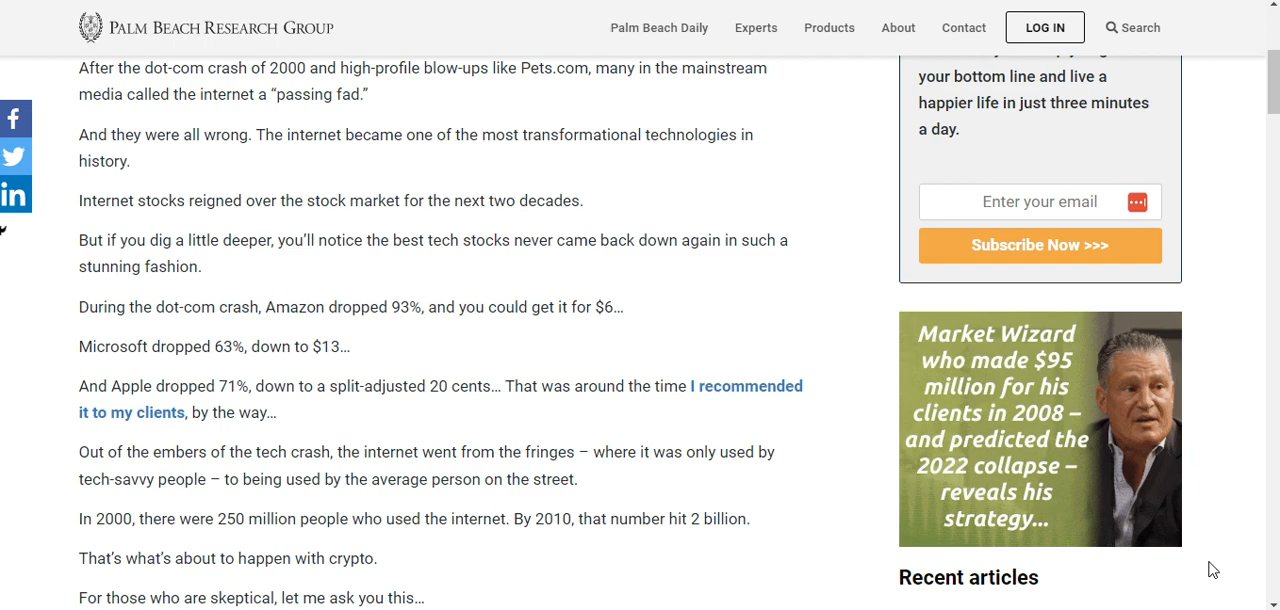 PALM BEACH RESEARCH GROUP
Palm Beach Daily
Experts
Products
About
Contact
LOG IN
Search
After the dot-com crash of 2000 and high-profile blow-ups like Pets.com, many in the mainstream
media called the internet a “passing fad.”
And they were all wrong. The internet became one of the most transformational technologies in
history.
Internet stocks reigned over the stock market for the next two decades.
But if you dig a little deeper, you’ll notice the best tech stocks never came back down again in such a
stunning fashion.
During the dot-com crash, Amazon dropped 93%, and you could get it for $6…
Microsoft dropped 63%, down to $13…
And Apple dropped 71%, down to a split-adjusted 20 cents… That was around the time I recommended
it to my clients, by the way…
Out of the embers of the tech crash, the internet went from the fringes – where it was only used by
tech-savvy people – to being used by the average person on the street.
In 2000, there were 250 million people who used the internet. By 2010, that number hit 2 billion.
That’s what’s about to happen with crypto.
For those who are skeptical, let me ask you this…
your bottom line and live a
happier life in just three minutes
a day.
Enter your email
Subscribe Now >>>
Market Wizard
who made $95
million for his
clients in 2008 –
and predicted the
2022 collapse –
reveals his
strategy...
Recent articles